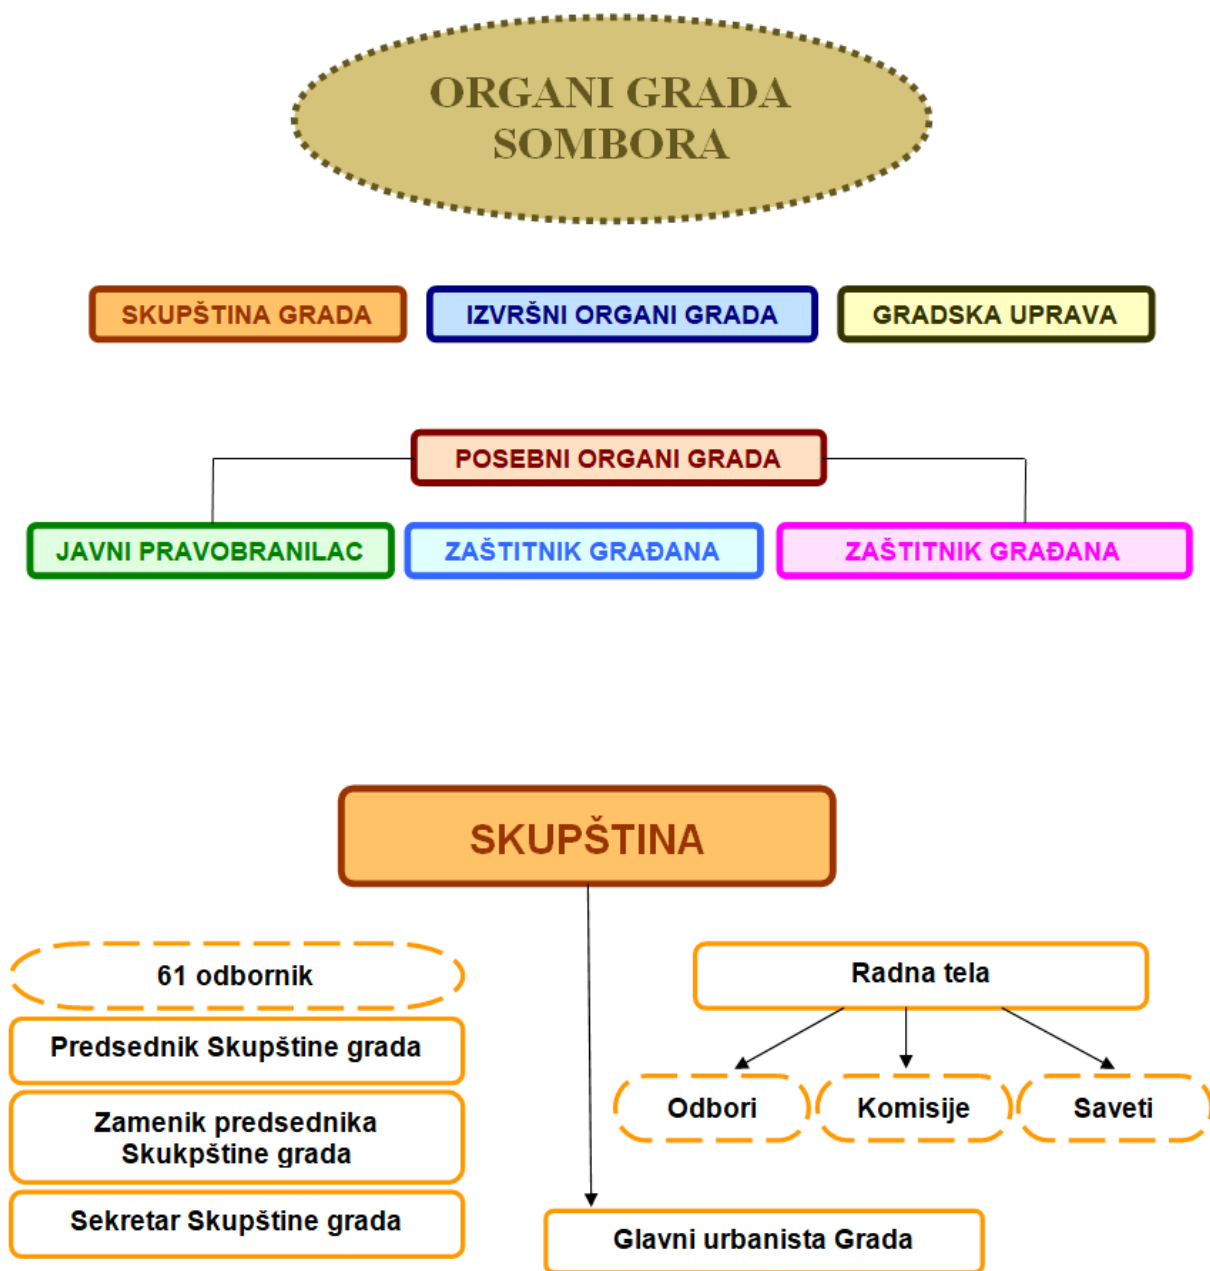 ORGANI GRADA
SOMBORA
SKUPŠTINA GRADA
IZVRŠNI ORGANI GRADA
GRADSKA UPRAVA
POSEBNI ORGANI GRADA
JAVNI PRAVOBRANILAC
ZAŠTITNIK GRAĐANA
ZAŠTITNIK GRAĐANA
SKUPŠTINA
61 odbornik
Predsednik Skupštine grada
Zamenik predsednika
Skukpštine grada
Sekretar Skupštine grada
Radna tela
Odbori
Komisije
Saveti
Glavni urbanista Grada